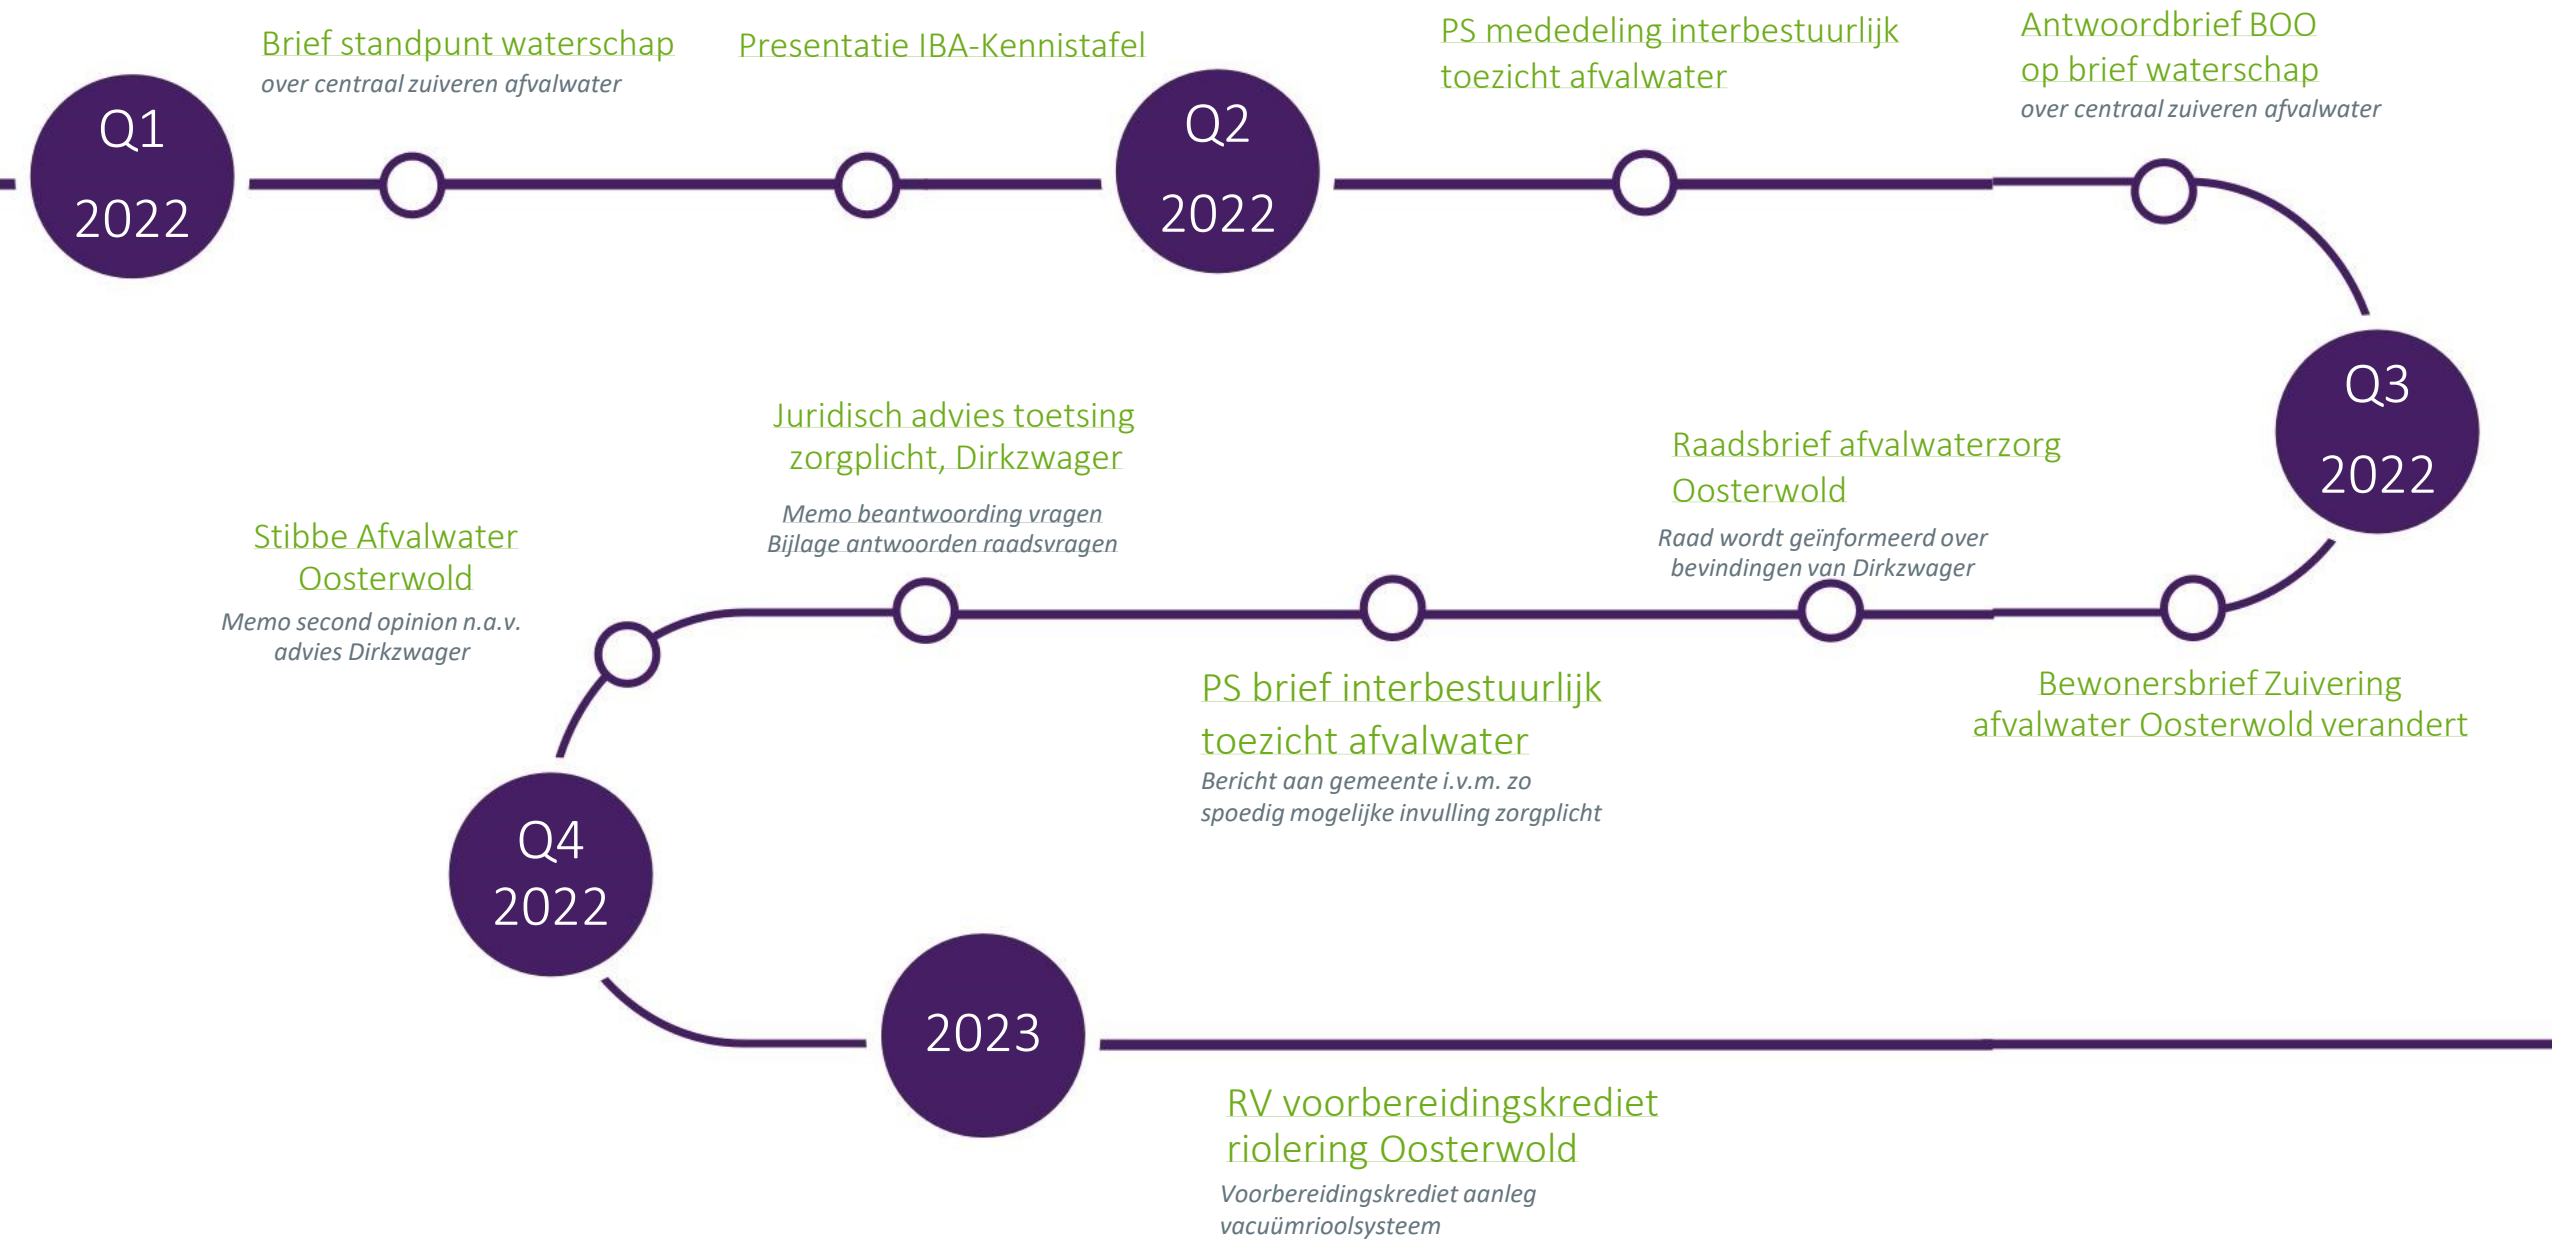 Q1
2022
Brief standpunt waterschap
over centraal zuiveren afvalwater
Presentatie IBA-Kennistafel
Q2
2022
PS mededeling interbestuurlijk
toezicht afvalwater
Antwoordbrief BOO
op brief waterschap
over centraal zuiveren afvalwater
Q3
2022
Bewonersbrief Zuivering
afvalwater Oosterwold verandert
Raadsbrief afvalwaterzorg
Oosterwold
Raad wordt geïnformeerd over
bevindingen van Dirkzwager
PS brief interbestuurlijk
toezicht afvalwater
Bericht aan gemeente i.v.m. zo
spoedig mogelijke invulling zorgplicht
Juridisch advies toetsing
zorgplicht, Dirkzwager
Memo beantwoording vragen
Bijlage antwoorden raadsvragen
Stibbe Afvalwater
Oosterwold
Memo second opinion n.a.v.
advies Dirkzwager
Q4
2022
2023
RV voorbereidingskrediet
riolering Oosterwold
Voorbereidingskrediet aanleg
vacuümrioolsysteem